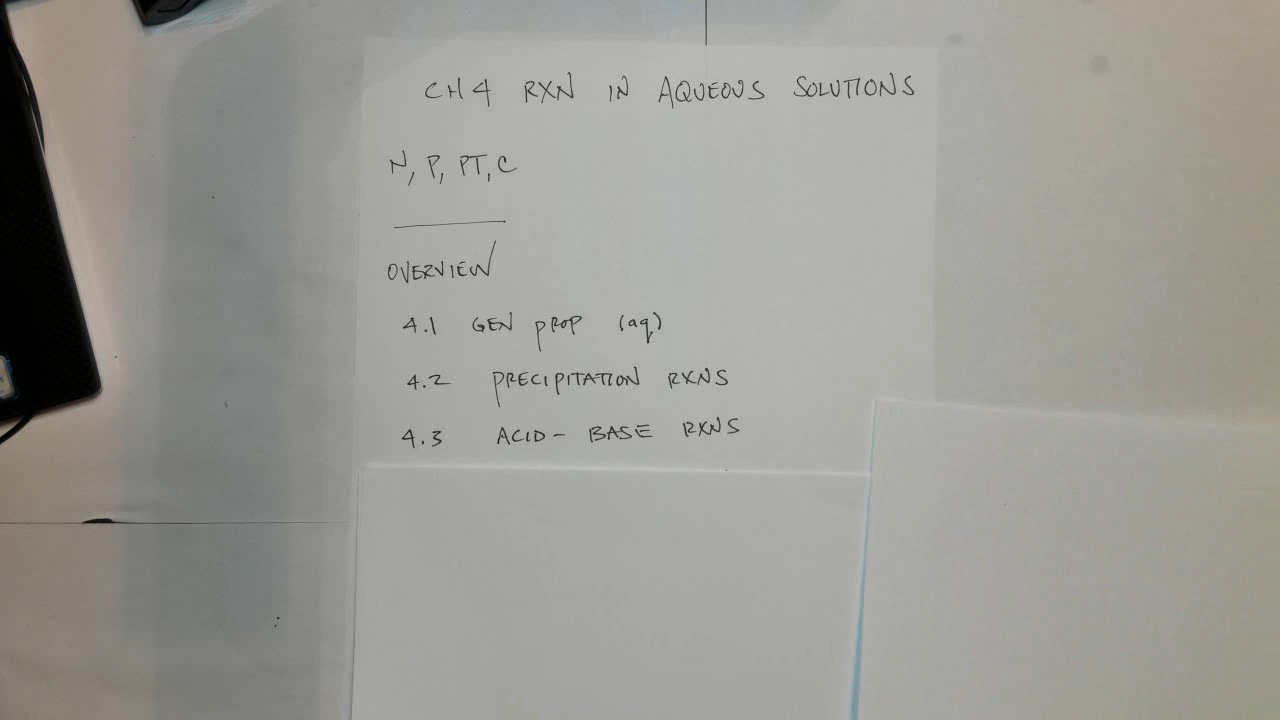 CH 4 RXN IN AQUEOUS SOLUTIONS
N, P, PT, C
OVERVIEW
4.1 GEN PROP (aq)
4.2 PRECIPITATION RXNS
4.3 ACID-BASE RXNS